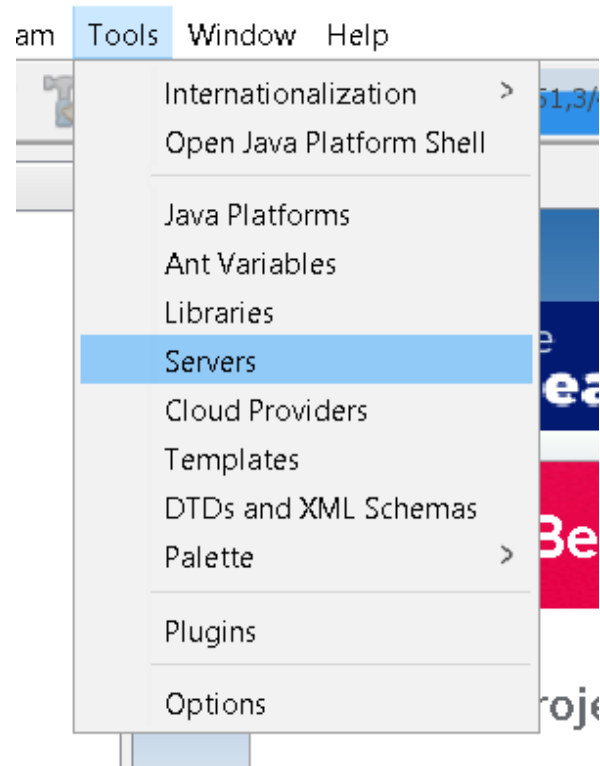 Tools Window Help
Internationalization >
Open Java Platform Shell
Java Platforms
Ant Variables
Libraries
Servers
Cloud Providers
Templates
DTDs and XML Schemas
Palette >
Plugins
Options